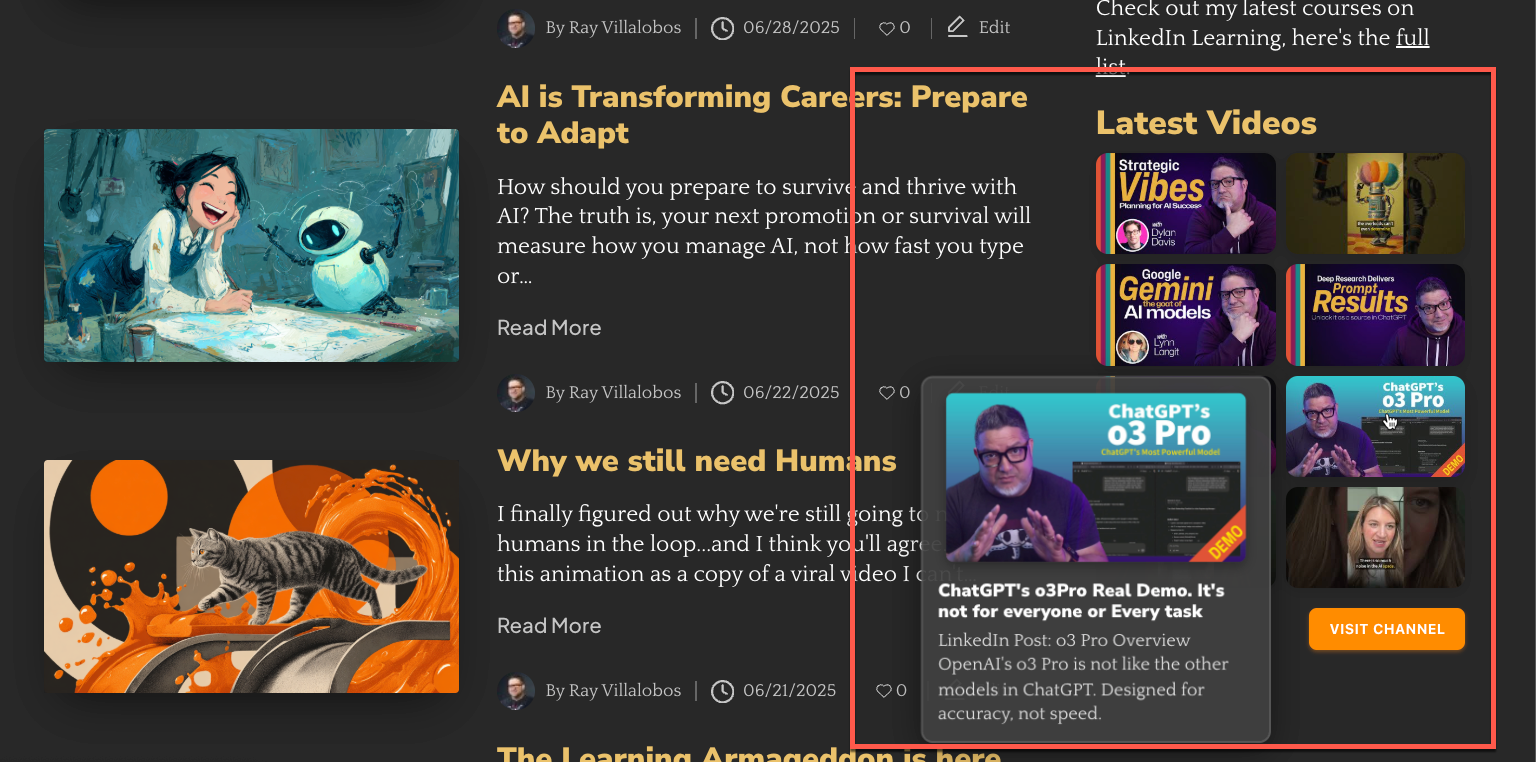 By Ray Villalobos
06/28/2025
0
Edit
AI is Transforming Careers: Prepare
to Adapt
How should you prepare to survive and thrive with
AI? The truth is, your next promotion or survival will
measure how you manage AI, not how fast you type
or...
Read More
By Ray Villalobos
06/22/2025
0
Edit
Why we still need Humans
I finally figured out why we're still going to
humans in the loop...and I think you'll agree
this animation as a copy of a viral video I can't...
Read More
By Ray Villalobos
06/21/2025
0
The Learning Armageddon is here
Check out my latest courses on
LinkedIn Learning, here's the full
list.
Latest Videos
Strategic
Vibes
Planning for AI Success
with
Dylan
Davis
Google
Gemini
the goat of
AI models
with
Lynn
Langit
Deep Research Delivers
Prompt
Results
Unlock it as a source in ChatGPT
ChatGPT's
o3 Pro
ChatGPT's Most Powerful Model
DEMO
VISIT CHANNEL
ChatGPT's
o3 Pro
ChatGPT's Most Powerful Model
DEMO
ChatGPT's o3Pro Real Demo. It's
not for everyone or Every task
LinkedIn Post: o3 Pro Overview
OpenAI's o3 Pro is not like the other
models in ChatGPT. Designed for
accuracy, not speed.